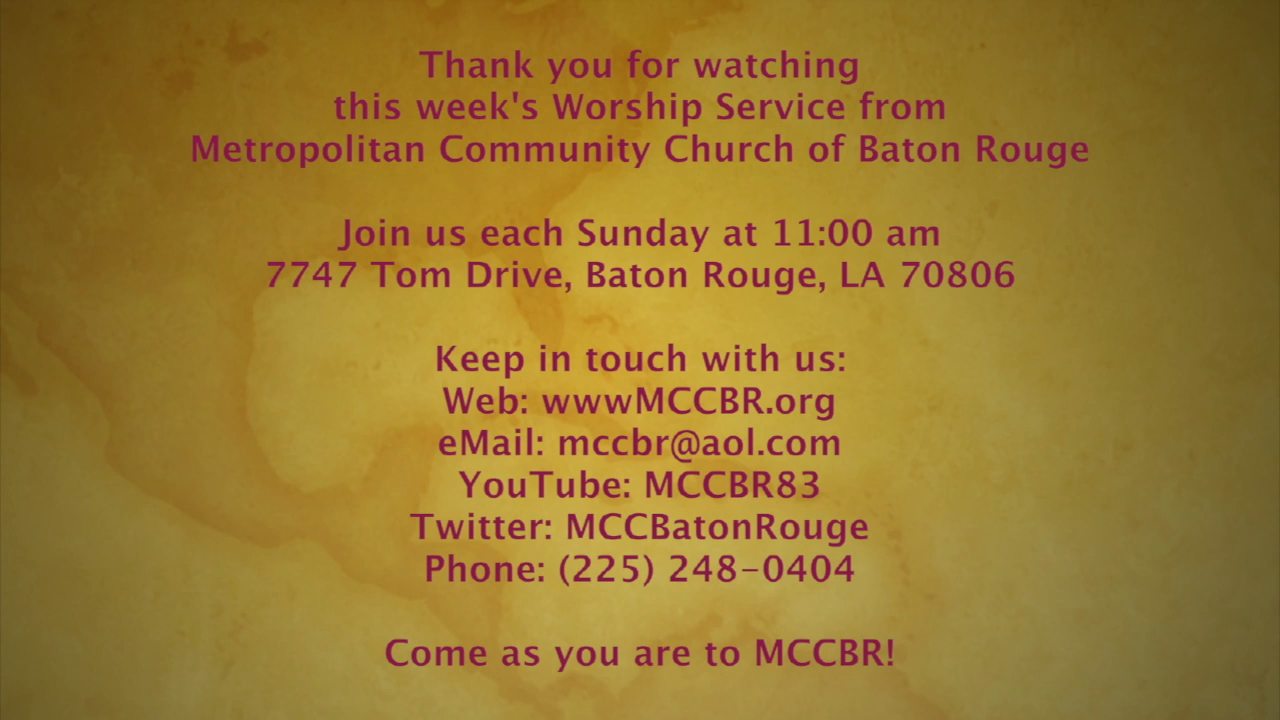 Thank you for watching
this week's Worship Service from
Metropolitan Community Church of Baton Rouge
Join us each Sunday at 11:00 am
7747 Tom Drive, Baton Rouge, LA 70806
Keep in touch with us:
Web: wwwMCCBR.org
eMail: mccbr@aol.com
YouTube: MCCBR83
Twitter: MCCBatonRouge
Phone: (225) 248-0404
Come as you are to MCCBR!